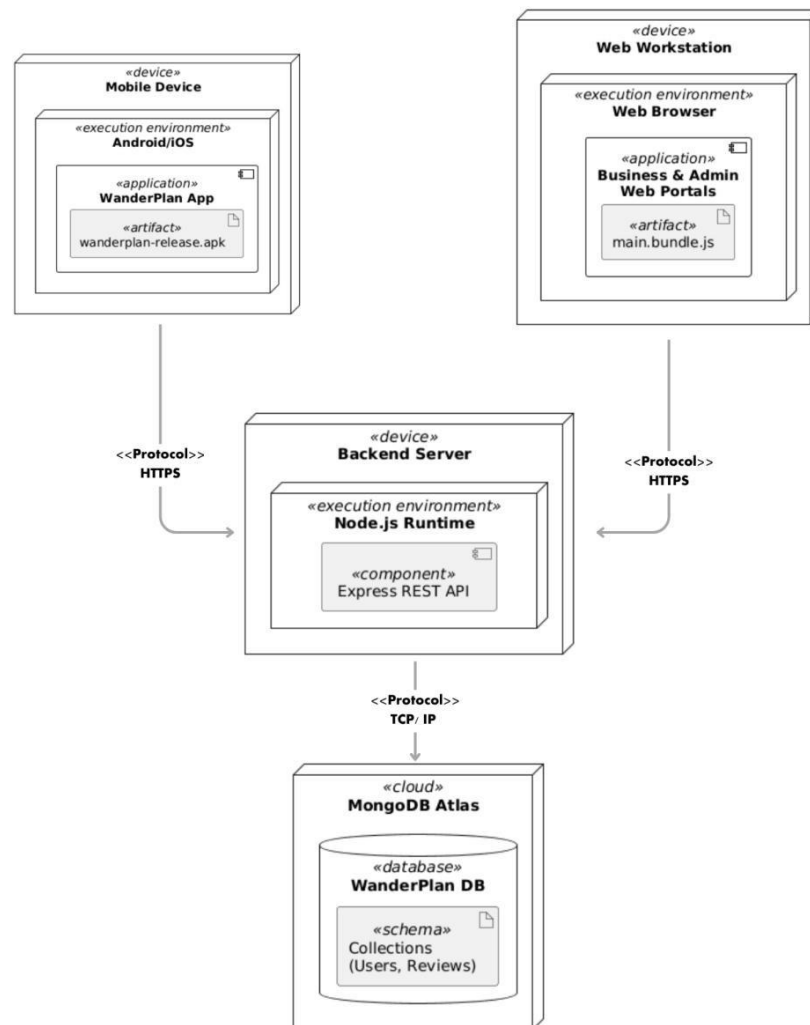 «device»
Mobile Device
«execution environment»
Android/iOS
«application»
WanderPlan App
«artifact»
wanderplan-release.apk
«device»
Web Workstation
«execution environment»
Web Browser
«application»
Business & Admin
Web Portals
«artifact»
main.bundle.js
<<Protocol>>
HTTPS
<<Protocol>>
HTTPS
«device»
Backend Server
«execution environment»
Node.js Runtime
«component»
Express REST API
<<Protocol>>
TCP/ IP
«cloud»
MongoDB Atlas
«database»
WanderPlan DB
«schema»
Collections
(Users, Reviews)